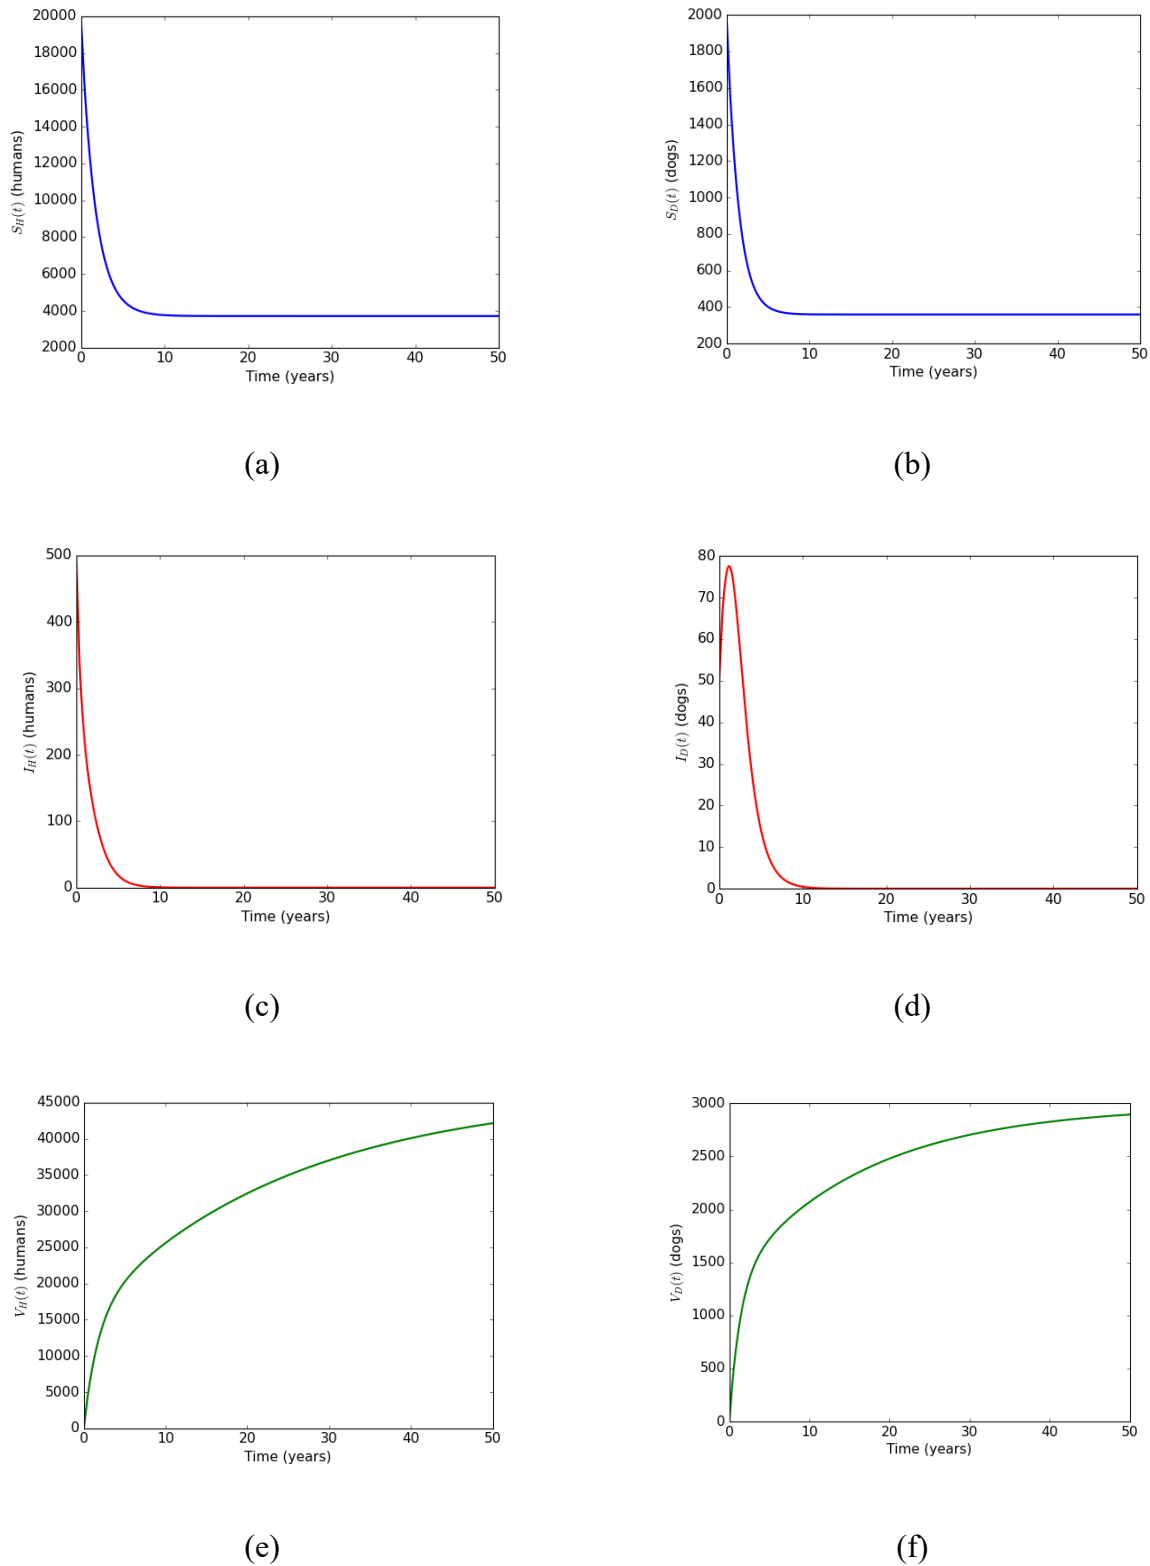 20000
18000
16000
14000
12000
10000
8000
6000
4000
2000
0 10 20 30 40 50
S_H(t) (humans)
Time (years)
(a)
2000
1800
1600
1400
1200
1000
800
600
400
200
0 10 20 30 40 50
S_D(t) (dogs)
Time (years)
(b)
500
400
300
200
100
0
0 10 20 30 40 50
I_H(t) (humans)
Time (years)
(c)
80
70
60
50
40
30
20
10
0
0 10 20 30 40 50
I_D(t) (dogs)
Time (years)
(d)
45000
40000
35000
30000
25000
20000
15000
10000
5000
0
0 10 20 30 40 50
V_H(t) (humans)
Time (years)
(e)
3000
2500
2000
1500
1000
500
0
0 10 20 30 40 50
V_D(t) (dogs)
Time (years)
(f)